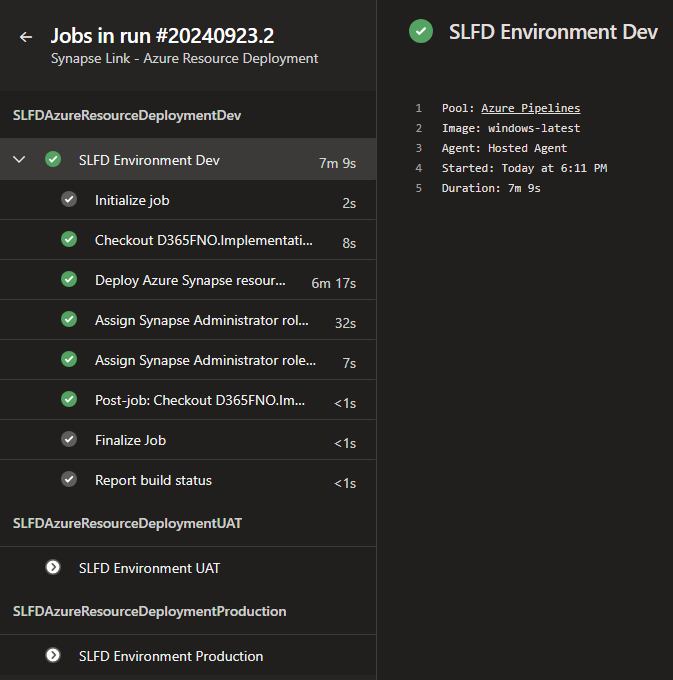 Jobs in run #20240923.2
Synapse Link - Azure Resource Deployment
SLFDAzureResourceDeploymentDev
SLFD Environment Dev 7m 9s
Initialize job 2s
Checkout D365FNO.Implementati... 8s
Deploy Azure Synapse resour... 6m 17s
Assign Synapse Administrator rol... 32s
Assign Synapse Administrator role... 7s
Post-job: Checkout D365FNO.Im... <1s
Finalize Job <1s
Report build status <1s
SLFDAzureResourceDeploymentUAT
SLFD Environment UAT
SLFDAzureResourceDeploymentProduction
SLFD Environment Production
SLFD Environment Dev
1 Pool: Azure Pipelines
2 Image: windows-latest
3 Agent: Hosted Agent
4 Started: Today at 6:11 PM
5 Duration: 7m 9s